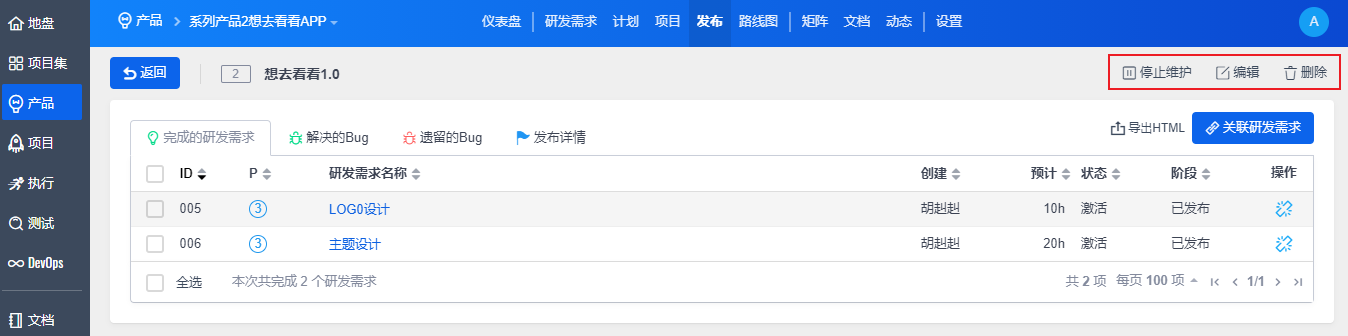 地盘
项目集
产品
项目
执行
测试
DevOps
文档
产品 系列产品2想去看看APP
仪表盘 研发需求 计划 项目 发布 路线图 矩阵 文档 动态 设置 A
返回 2 想去看看1.0 停止维护 编辑 删除
完成的研发需求 解决的Bug 遗留的Bug 发布详情 导出HTML 关联研发需求
ID P 研发需求名称 创建 预计 状态 阶段 操作
005 3 LOG0设计 胡赳赳 10h 激活 已发布
006 3 主题设计 胡赳赳 20h 激活 已发布
全选 本次共完成 2 个研发需求 共 2 项 每页 100 项 1/1